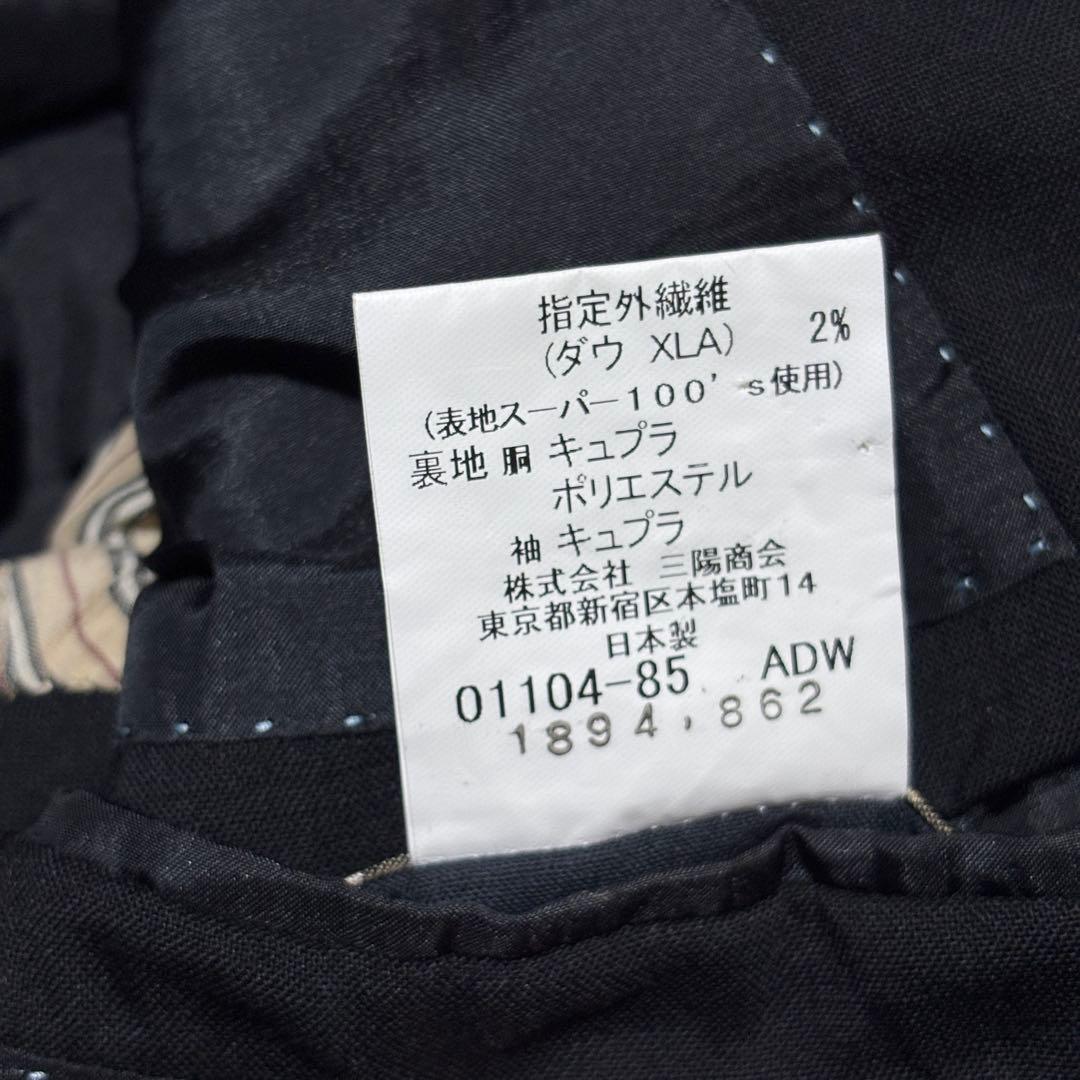 指定外繊維
(ダウ XLA) 2%
(表地スーパー100's使用)
裏地 胴 キュプラ
ポリエステル
袖 キュプラ
株式会社 三陽商会
東京都新宿区本塩町14
日本製
01104-85 ADW
1894,862